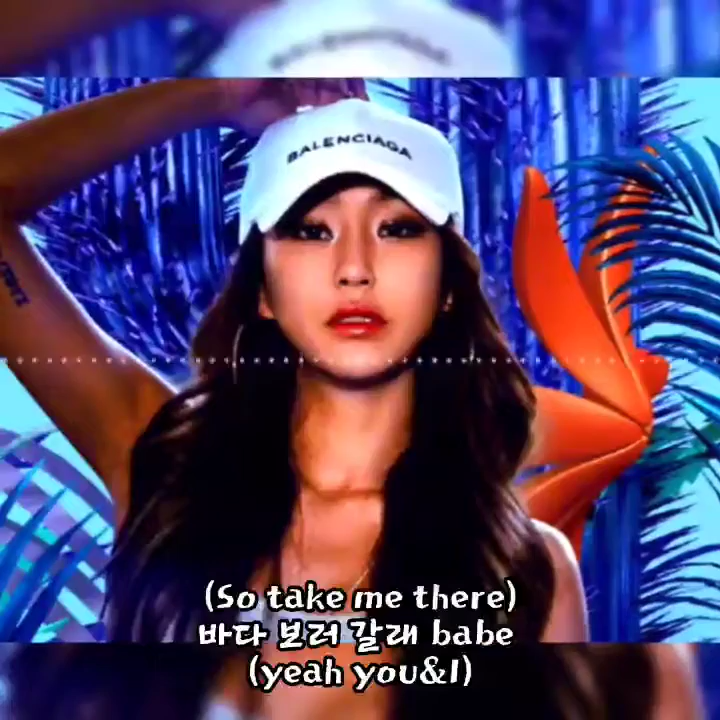 BALENCIAGA
(So take me there)
바다 보러 갈래 babe
(yeah you&I)